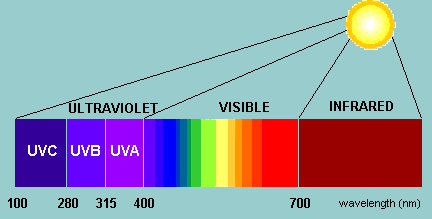 ULTRAVIOLET VISIBLE INFRARED
UVC UVB UVA
100 280 315 400 700 wavelength (nm)